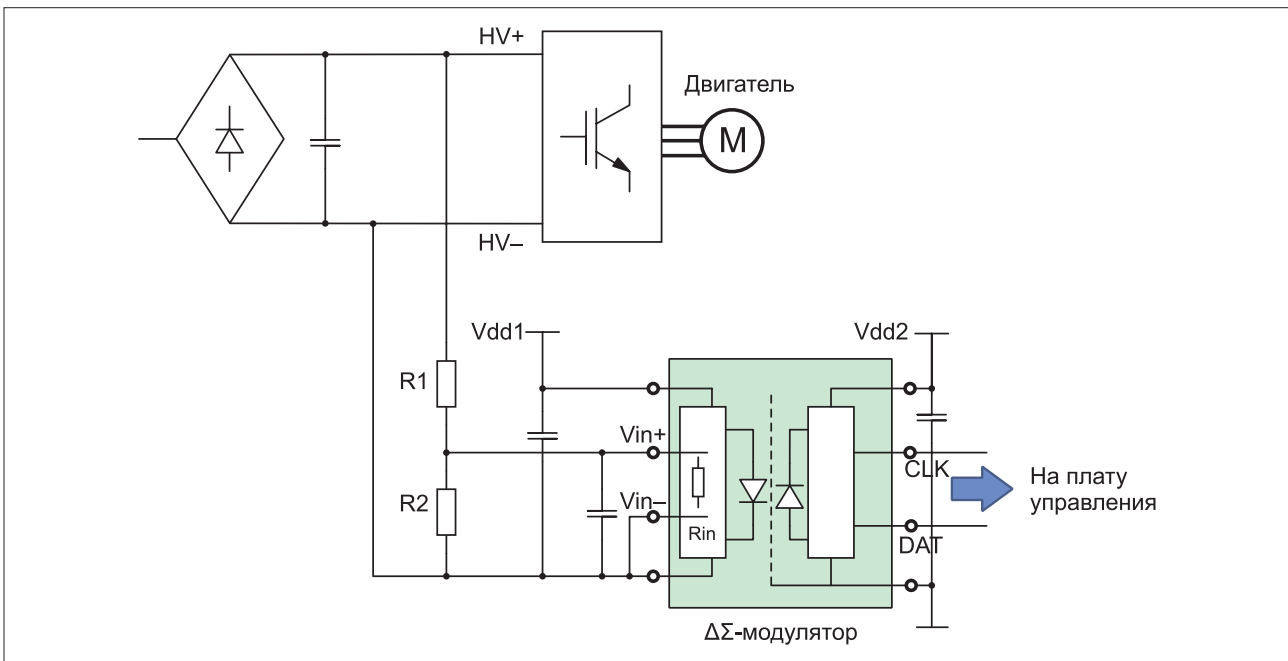 HV+
Двигатель
M
HV–
Vdd1
Vdd2
R1
Vin+
CLK
На плату
управления
R2
Vin–
Rin
DAT
ΔΣ-модулятор